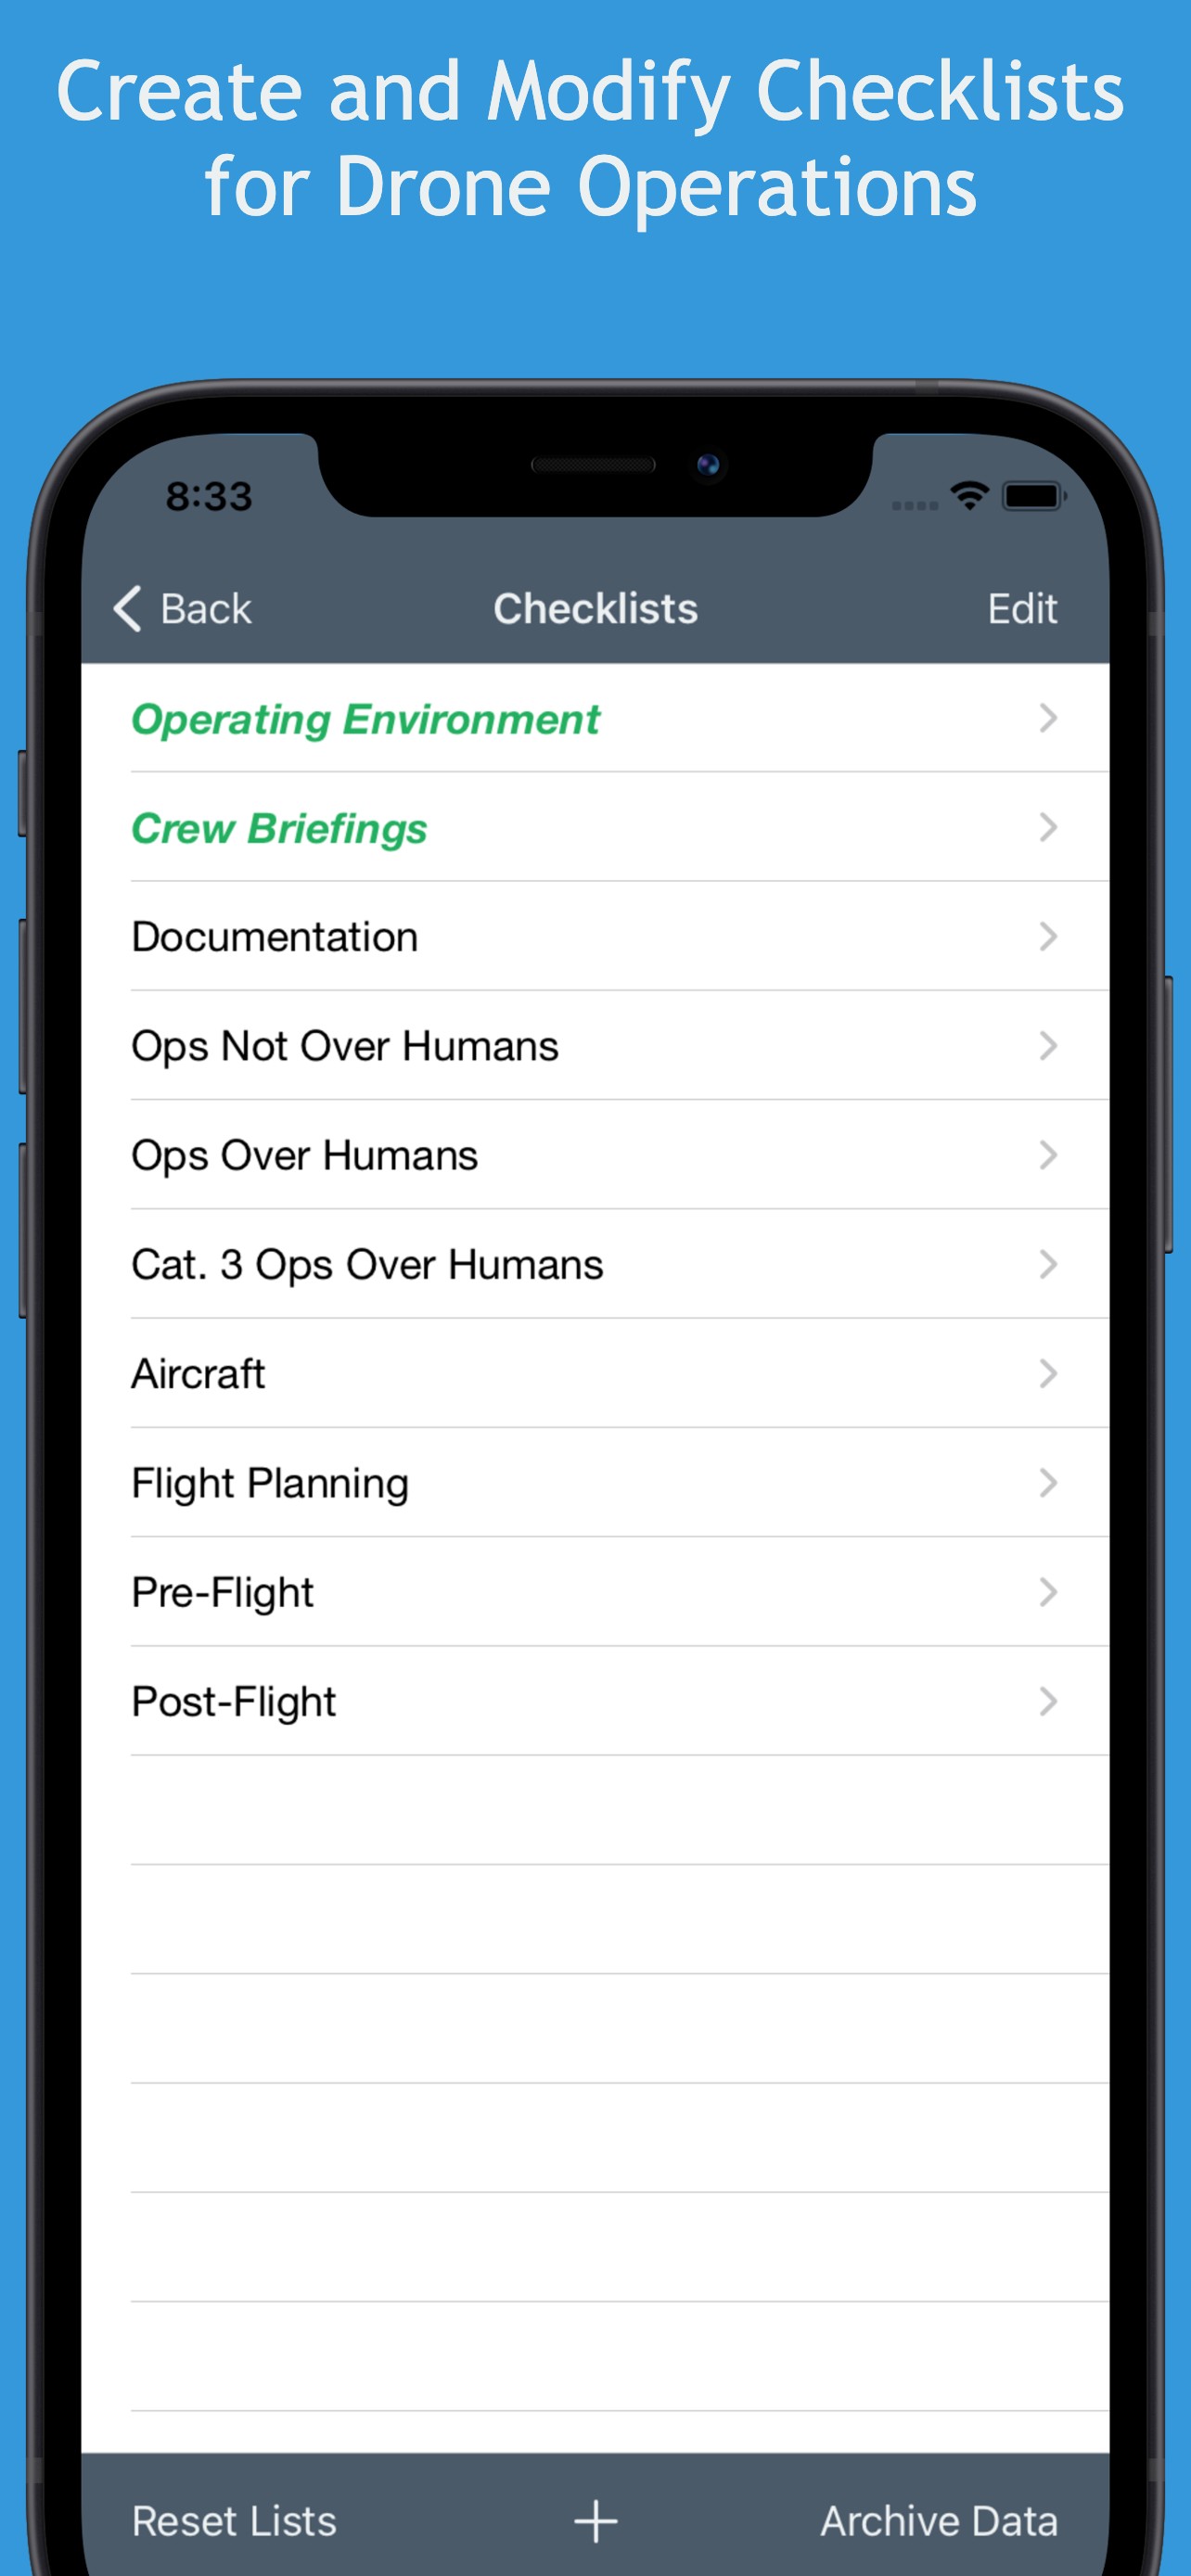 Create and Modify Checklists
for Drone Operations
8:33
Back
Checklists
Edit
Operating Environment
Crew Briefings
Documentation
Ops Not Over Humans
Ops Over Humans
Cat. 3 Ops Over Humans
Aircraft
Flight Planning
Pre-Flight
Post-Flight
Reset Lists
+
Archive Data